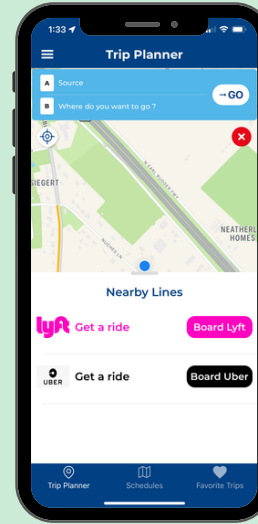 1:33
Trip Planner
A Source
B Where do you want to go ?
→GO
SIEGERT
NEATHERL
HOMES
Nearby Lines
lyft Get a ride Board Lyft
UBER Get a ride Board Uber
Trip Planner Schedules Favorite Trips